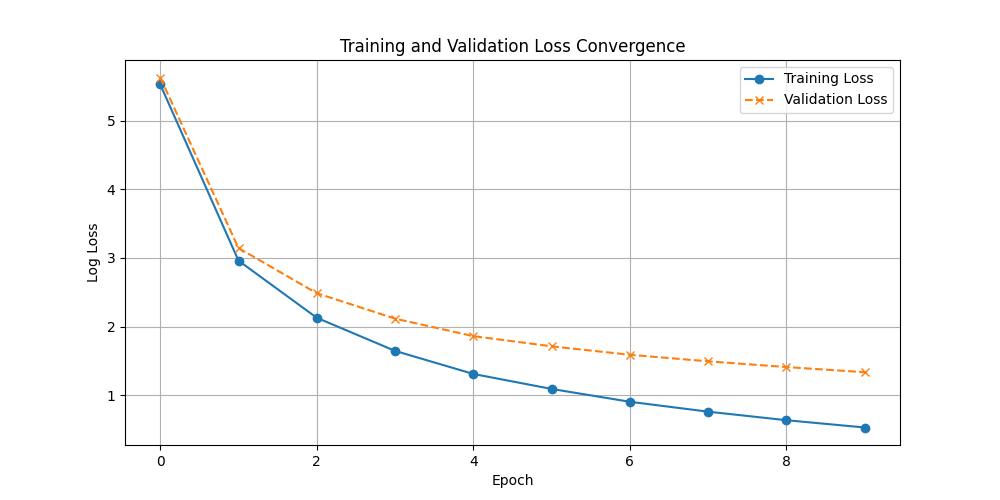 Training and Validation Loss Convergence
Training Loss
Validation Loss
Log Loss
5
4
3
2
1
0 2 4 6 8
Epoch